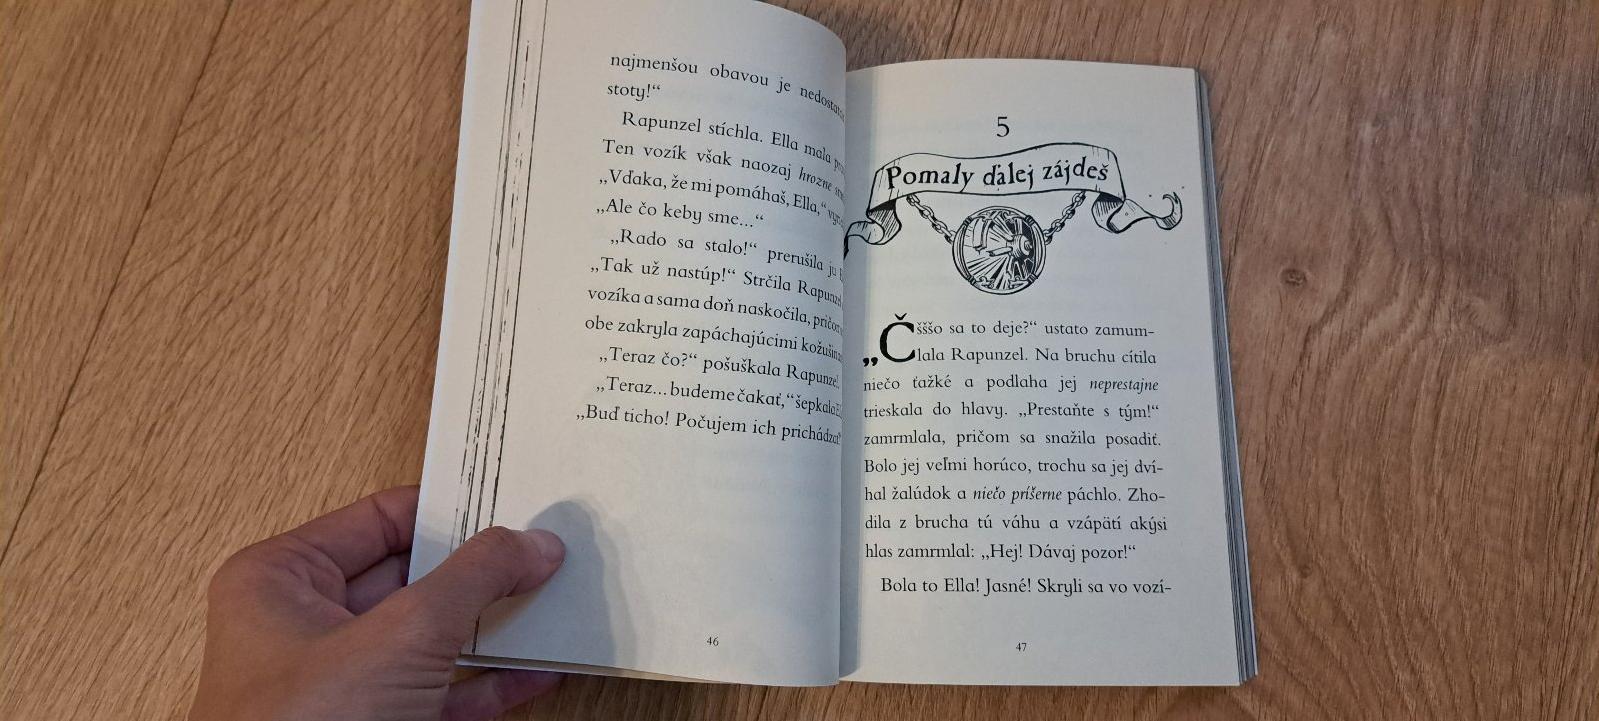 najmenšou obavou je
stoty!“
Rapunzel stíchla. Ella mala
Ten vozík však naozaj hrozne
„Vďaka, že mi pomáhaš, Ella,“
„Ale čo keby sme...“
„Rado sa stalo!“ prerušila ju
„Tak už nastúp!“ Strčila
vozíka a sama doň naskočila, pričom
obe zakryla zapáchajúcimi
„Teraz čo?“ pošuškala Rapunzel.
„Teraz... budeme čakať,“ šepkala
„Buď ticho! Počujem ich
46
5
Pomaly ďalej zájdeš
„Čšššo sa to deje?“ ustato zamum-
lala Rapunzel. Na bruchu cítila
niečo ťažké a podlaha jej neprestajne
trieskala do hlavy. „Prestaňte s tým!“
zamrmlala, pričom sa snažila posadiť.
Bolo jej veľmi horúco, trochu sa jej dví-
hal žalúdok a niečo príšerne páchlo. Zho-
dila z brucha tú váhu a vzápätí akýsi
hlas zamrmlal: „Hej! Dávaj pozor!“
Bola to Ella! Jasné! Skryli sa vo vozí-
47